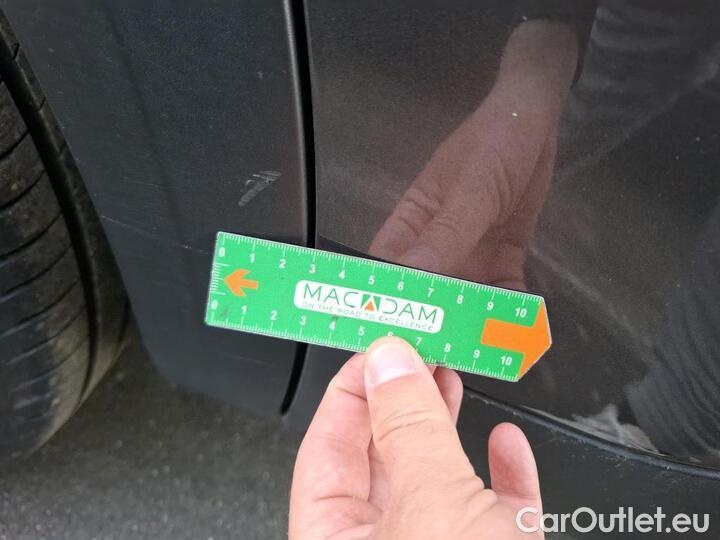 0 1 2 3 4 5 6 7 8 9 10
MACADAM
ON THE ROAD TO EXCELLENCE
0 1 2 3 4 5 6 7 8 9 10
CarOutlet.eu